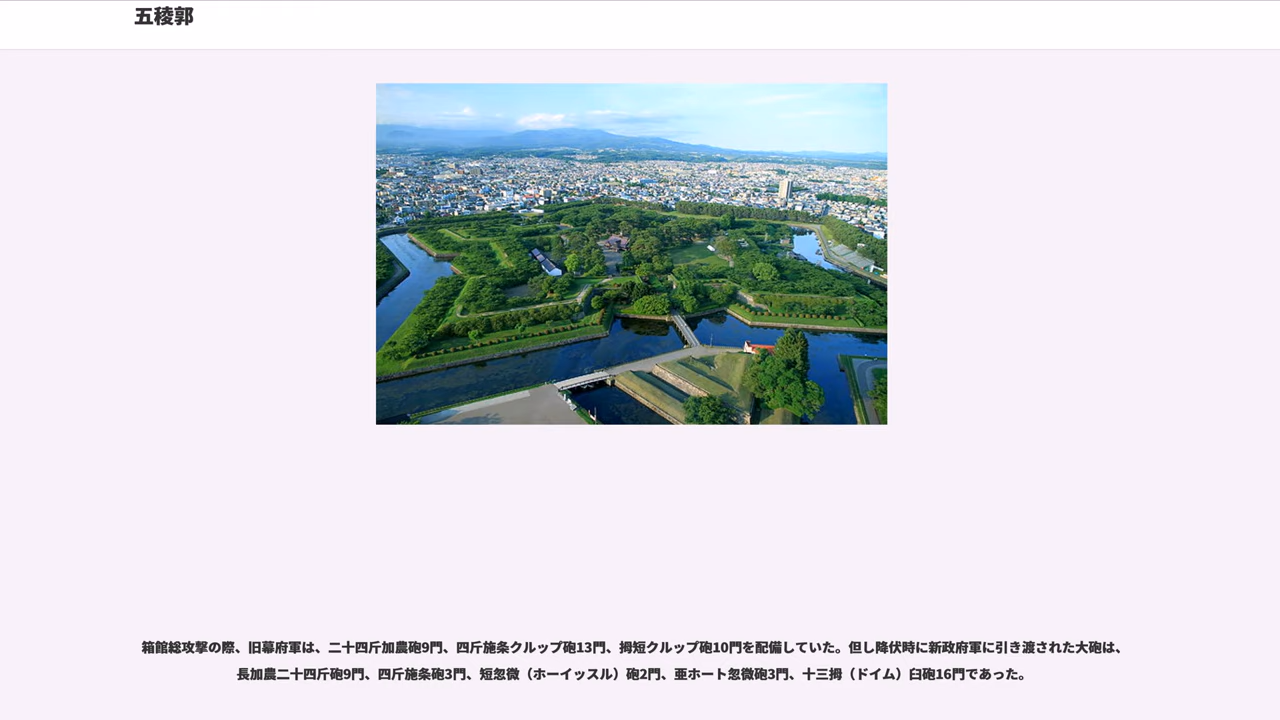 五稜郭
箱館総攻撃の際、旧幕府軍は、二十四斤加農砲9門、四斤施条クルップ砲13門、拇短クルップ砲10門を配備していた。但し降伏時に新政府軍に引き渡された大砲は、
長加農二十四斤砲9門、四斤施条砲3門、短忽微（ホーイッスル）砲2門、亜ホート忽微砲3門、十三拇（ドイム）臼砲16門であった。